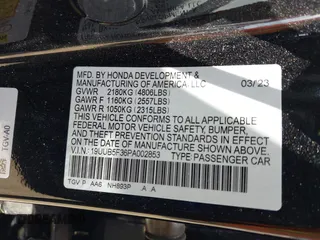 MFD. BY HONDA DEVELOPMENT &
MANUFACTURING OF AMERICA, LLC 03/23
GVWR 2180KG (4806LBS)
GAWR F 1160KG (2557LBS)
GAWR R 1050KG (2315LBS)
THIS VEHICLE CONFORMS TO ALL APPLICABLE
FEDERAL MOTOR VEHICLE SAFETY, BUMPER,
AND THEFT PREVENTION STANDARDS IN EFFECT
ON THE DATE OF MANUFACTURE SHOWN ABOVE.
V.I.N.: 19UUB5F36PA002853 TYPE PASSENGER CAR
TGV P AA6 NH893P A A
TGV-A0